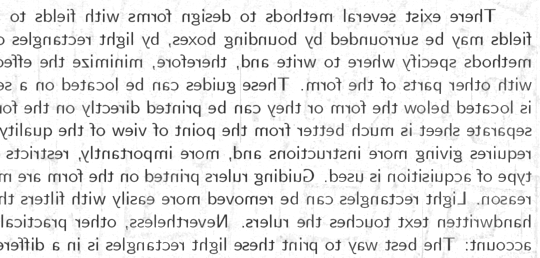 There exist several methods to design forms with fields to
fields may be surrounded by bounding boxes, by light rectangles
methods specify where to write and, therefore, minimize the
with other parts of the form. These guides can be located on a
is located below the form or they can be printed directly on the
separate sheet is much better from the point of view of the quality
requires giving more instructions and, more importantly, restricts
type of acquisition is used. Guiding rulers printed on the form are
reason. Light rectangles can be removed more easily with filters
handwritten text touches the rulers. Nevertheless, other practical
account: The best way to print these light rectangles is in a